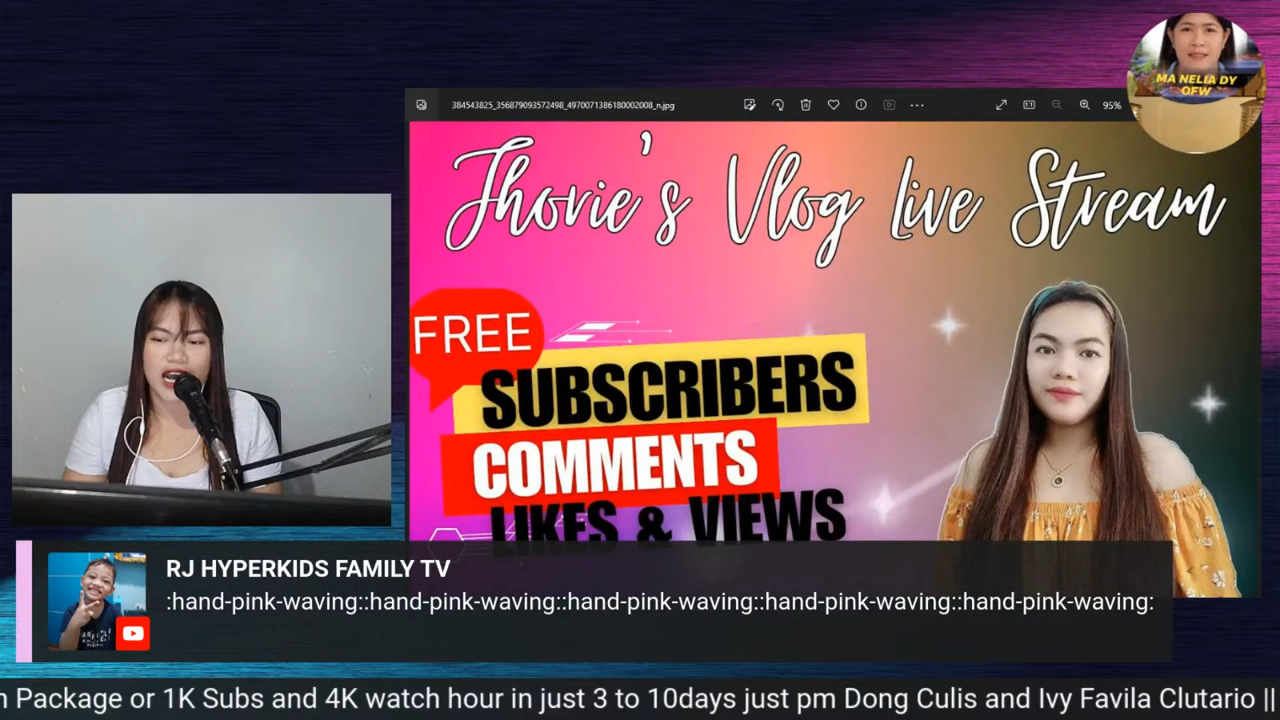 MA NELIA DY
OFW
384543825_356879093572498_4970071386180002008_n.jpg
95%
Jhovie's Vlog Live Stream
FREE
SUBSCRIBERS
COMMENTS
LIKES & VIEWS
RJ HYPERKIDS FAMILY TV
:hand-pink-waving::hand-pink-waving::hand-pink-waving::hand-pink-waving::hand-pink-waving:
n Package or 1K Subs and 4K watch hour in just 3 to 10days just pm Dong Culis and Ivy Favila Clutario ||